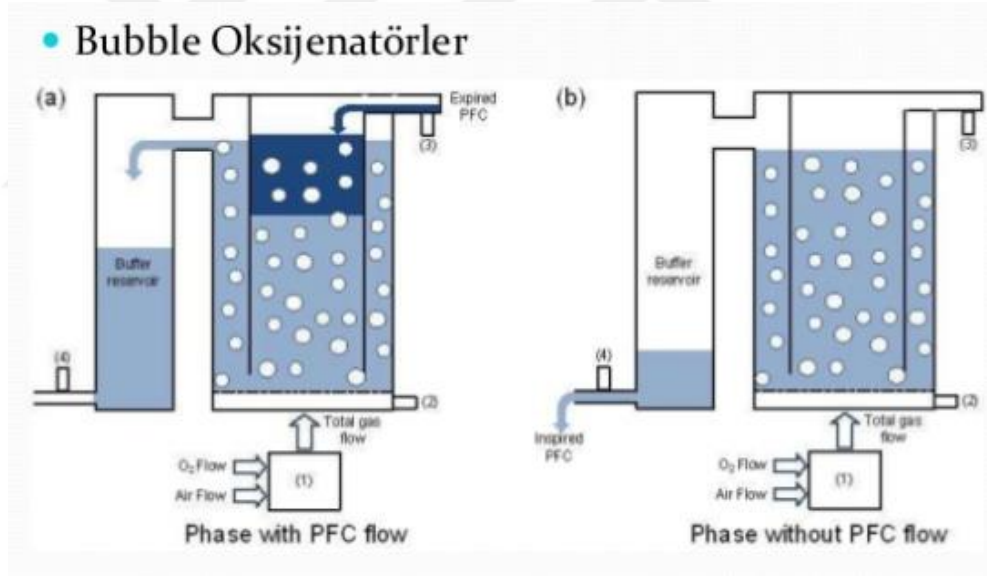 Bubble Oksijenatörler
(a)
Expired
PFC
(3)
Buffer
reservoir
(4)
(2)
Total gas
flow
O₂ Flow
Air Flow
(1)
Phase with PFC flow
(b)
(3)
Buffer
reservoir
(4)
Inspired
PFC
(2)
Total gas
flow
O₂ Flow
Air Flow
(1)
Phase without PFC flow